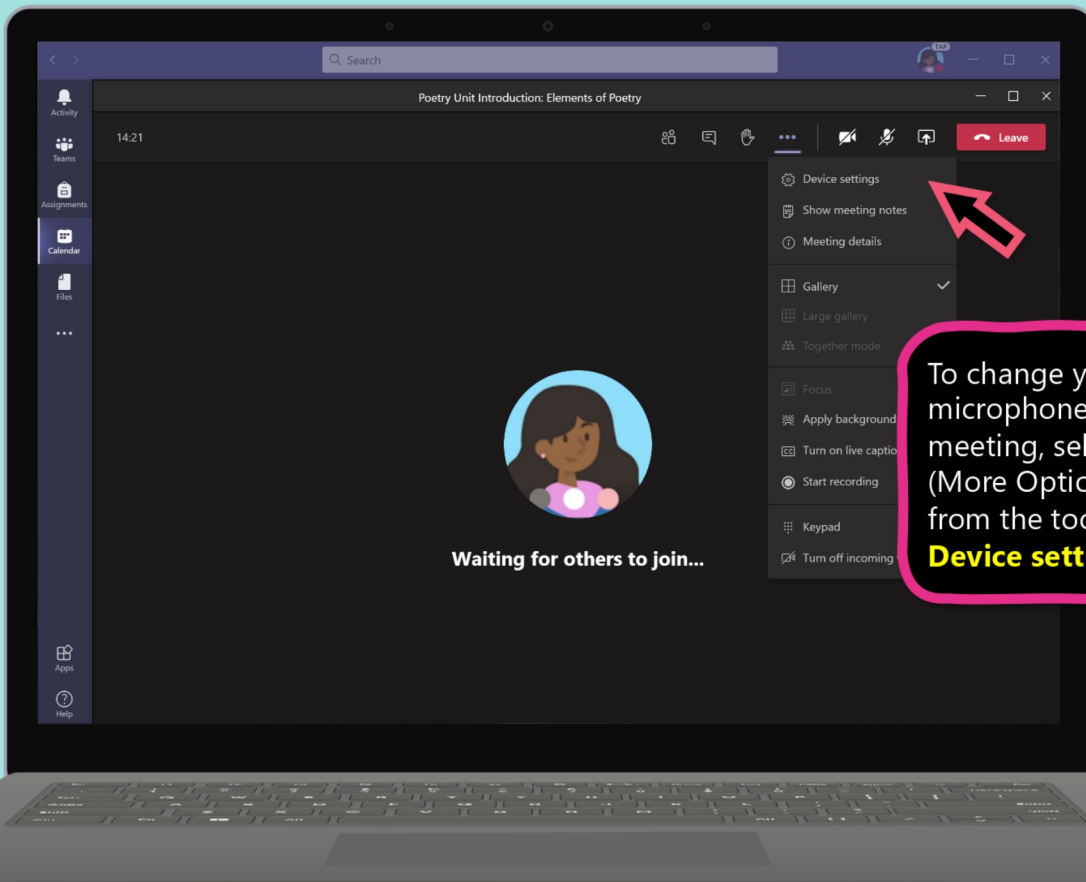 Search
TAP
Activity
Teams
Assignments
Calendar
Files
Apps
Help
Poetry Unit Introduction: Elements of Poetry
14:21
Leave
Device settings
Show meeting notes
Meeting details
Gallery
Large gallery
Together mode
Focus
Apply background
Turn on live captio
Start recording
Keypad
Turn off incoming
Waiting for others to join...
To change y
microphone
meeting, sel
(More Optio
from the too
Device sett